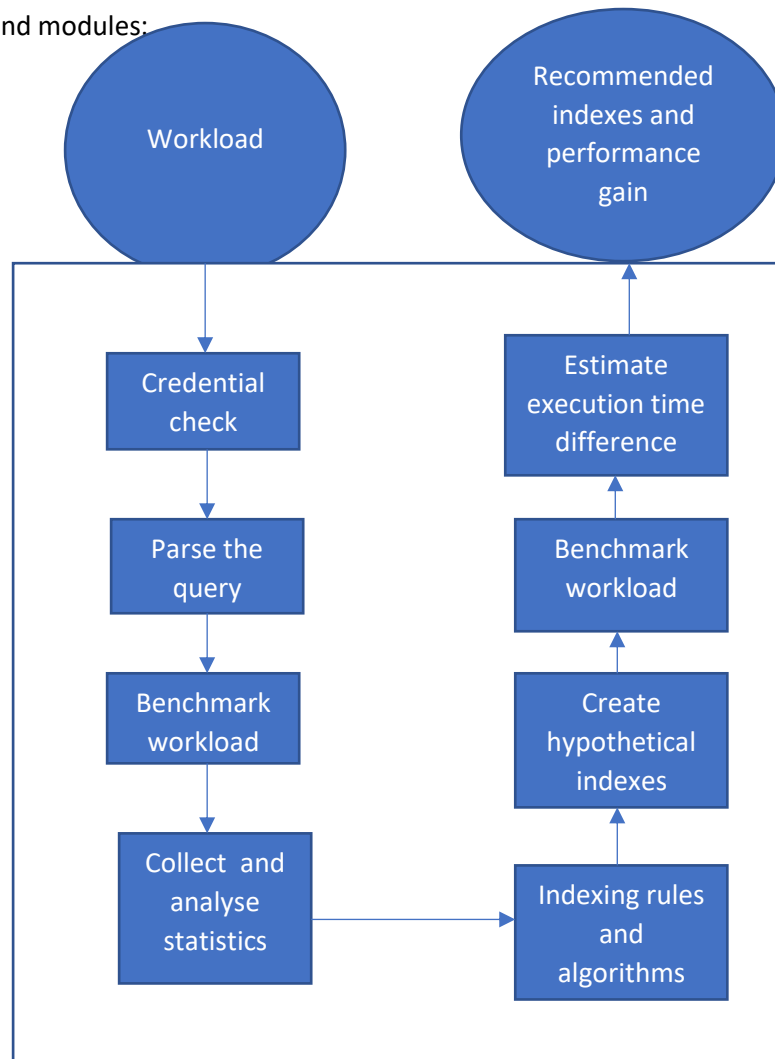 nd modules:
Workload
Recommended
indexes and
performance
gain
Credential
check
Estimate
execution time
difference
Parse the
query
Benchmark
workload
Benchmark
workload
Create
hypothetical
indexes
Collect  and
analyse
statistics
Indexing rules
and
algorithms